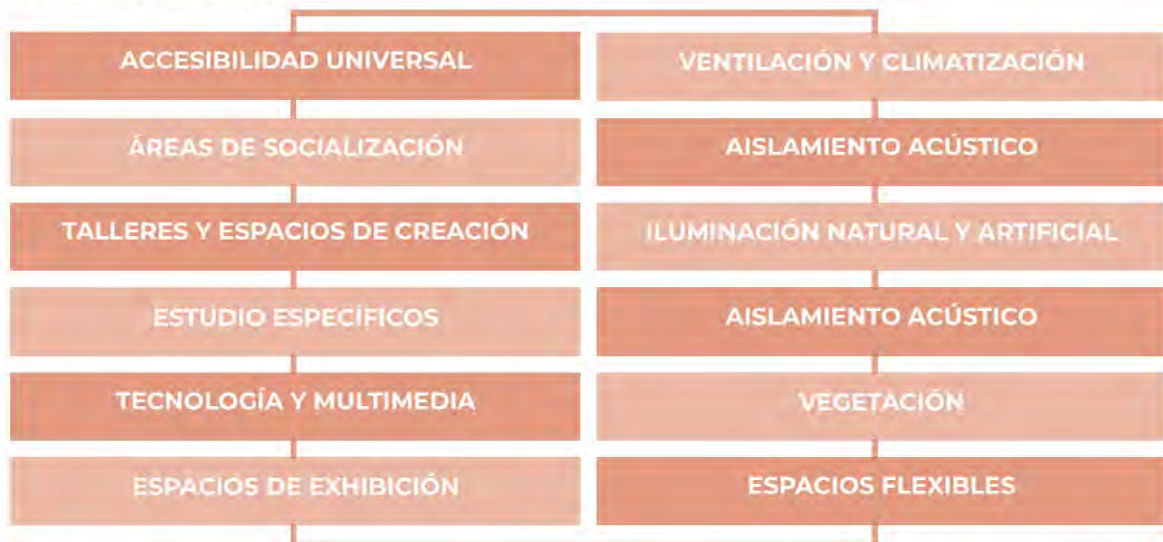 ACCESIBILIDAD UNIVERSAL
VENTILACIÓN Y CLIMATIZACIÓN
ÁREAS DE SOCIALIZACIÓN
AISLAMIENTO ACÚSTICO
TALLERES Y ESPACIOS DE CREACIÓN
ILUMINACIÓN NATURAL Y ARTIFICIAL
ESTUDIO ESPECÍFICOS
AISLAMIENTO ACÚSTICO
TECNOLOGÍA Y MULTIMEDIA
VEGETACIÓN
ESPACIOS DE EXHIBICIÓN
ESPACIOS FLEXIBLES